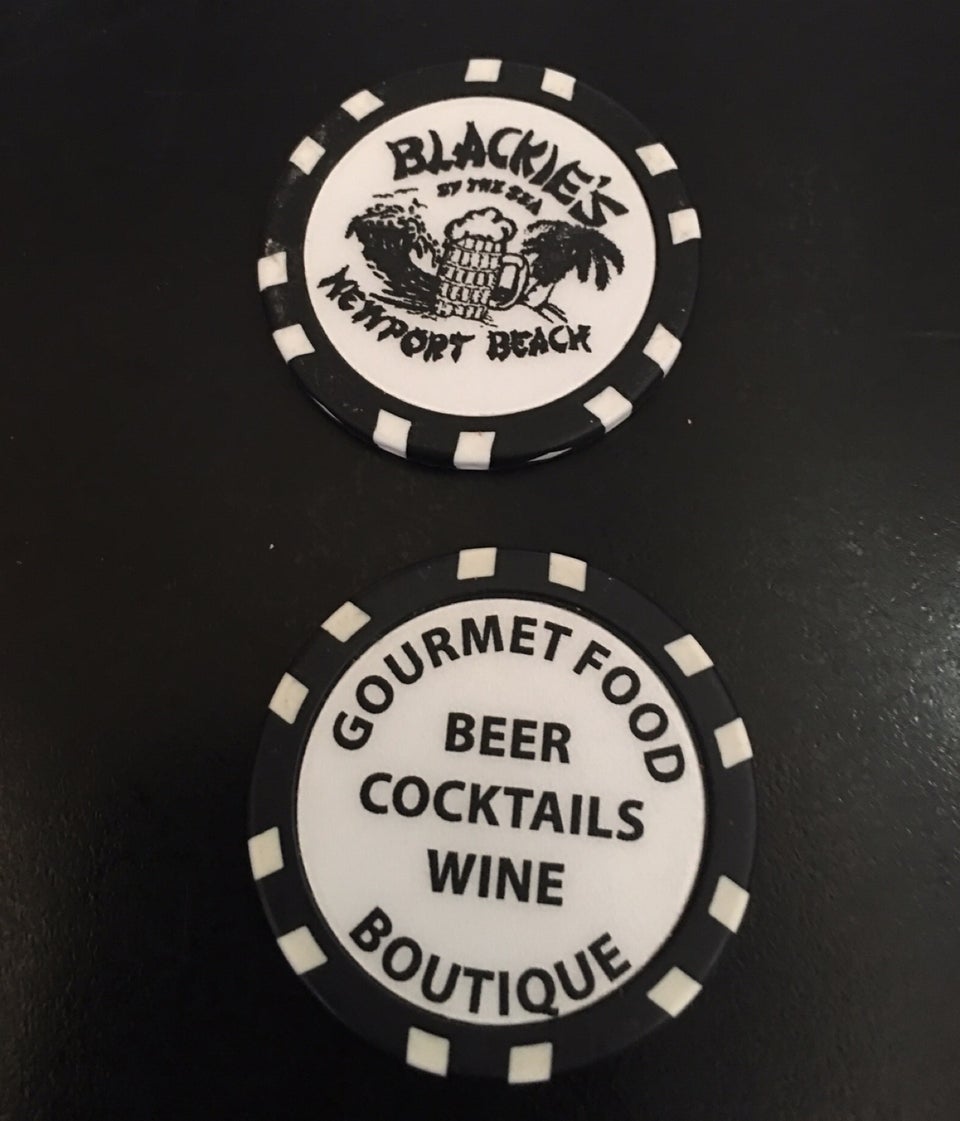 BLACKIE'S
BY THE SEA
NEWPORT BEACH
GOURMET FOOD
BEER
COCKTAILS
WINE
BOUTIQUE